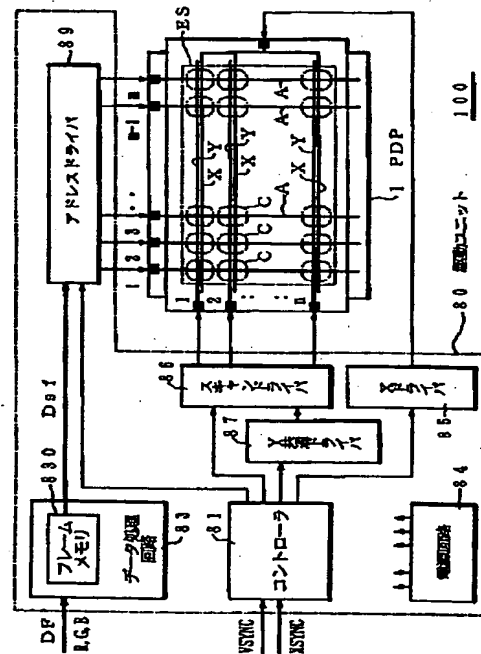 DF
R,G,B
VSYNC
HSYNC
830
フレーム
メモリ
データ処理
回路
83
81
コントローラ
84
電源回路
Dsf
アドレスドライバ
89
86
スキャンドライバ
87
Y共通ドライバ
Xドライバ
85
1
2
3
‥
m-1
m
ES
1
2
:
:
n
X
Y
X
Y
X
Y
A
A
A
C
C
C
1 PDP
80 駆動ユニット
100